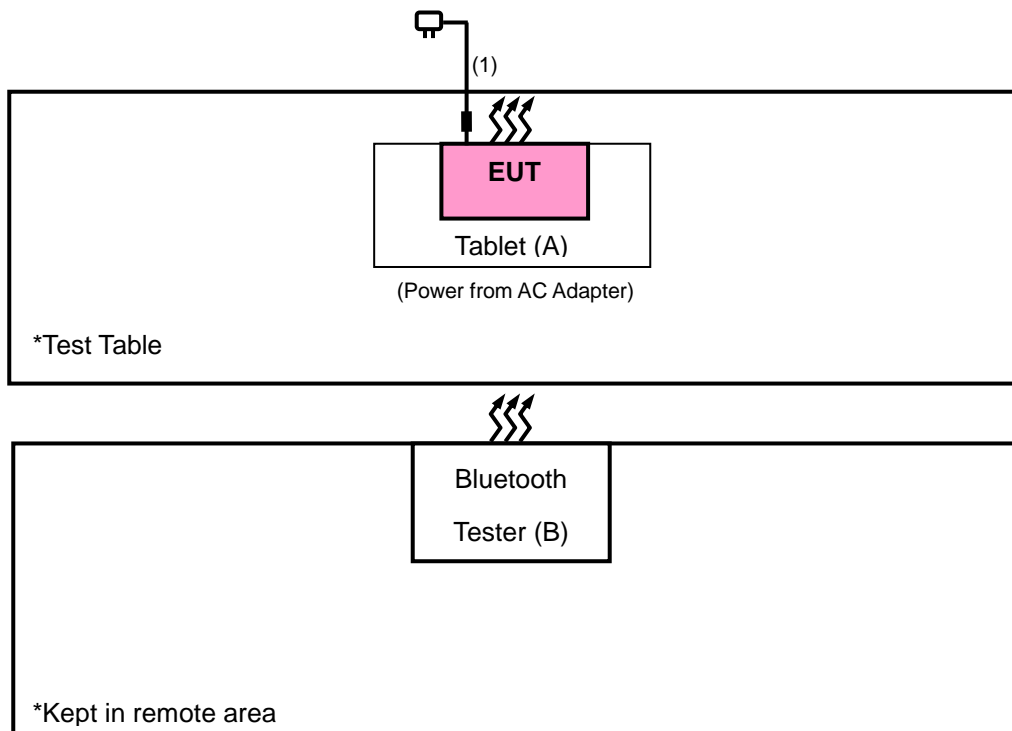 (1)
EUT
Tablet (A)
(Power from AC Adapter)
*Test Table
Bluetooth
Tester (B)
*Kept in remote area